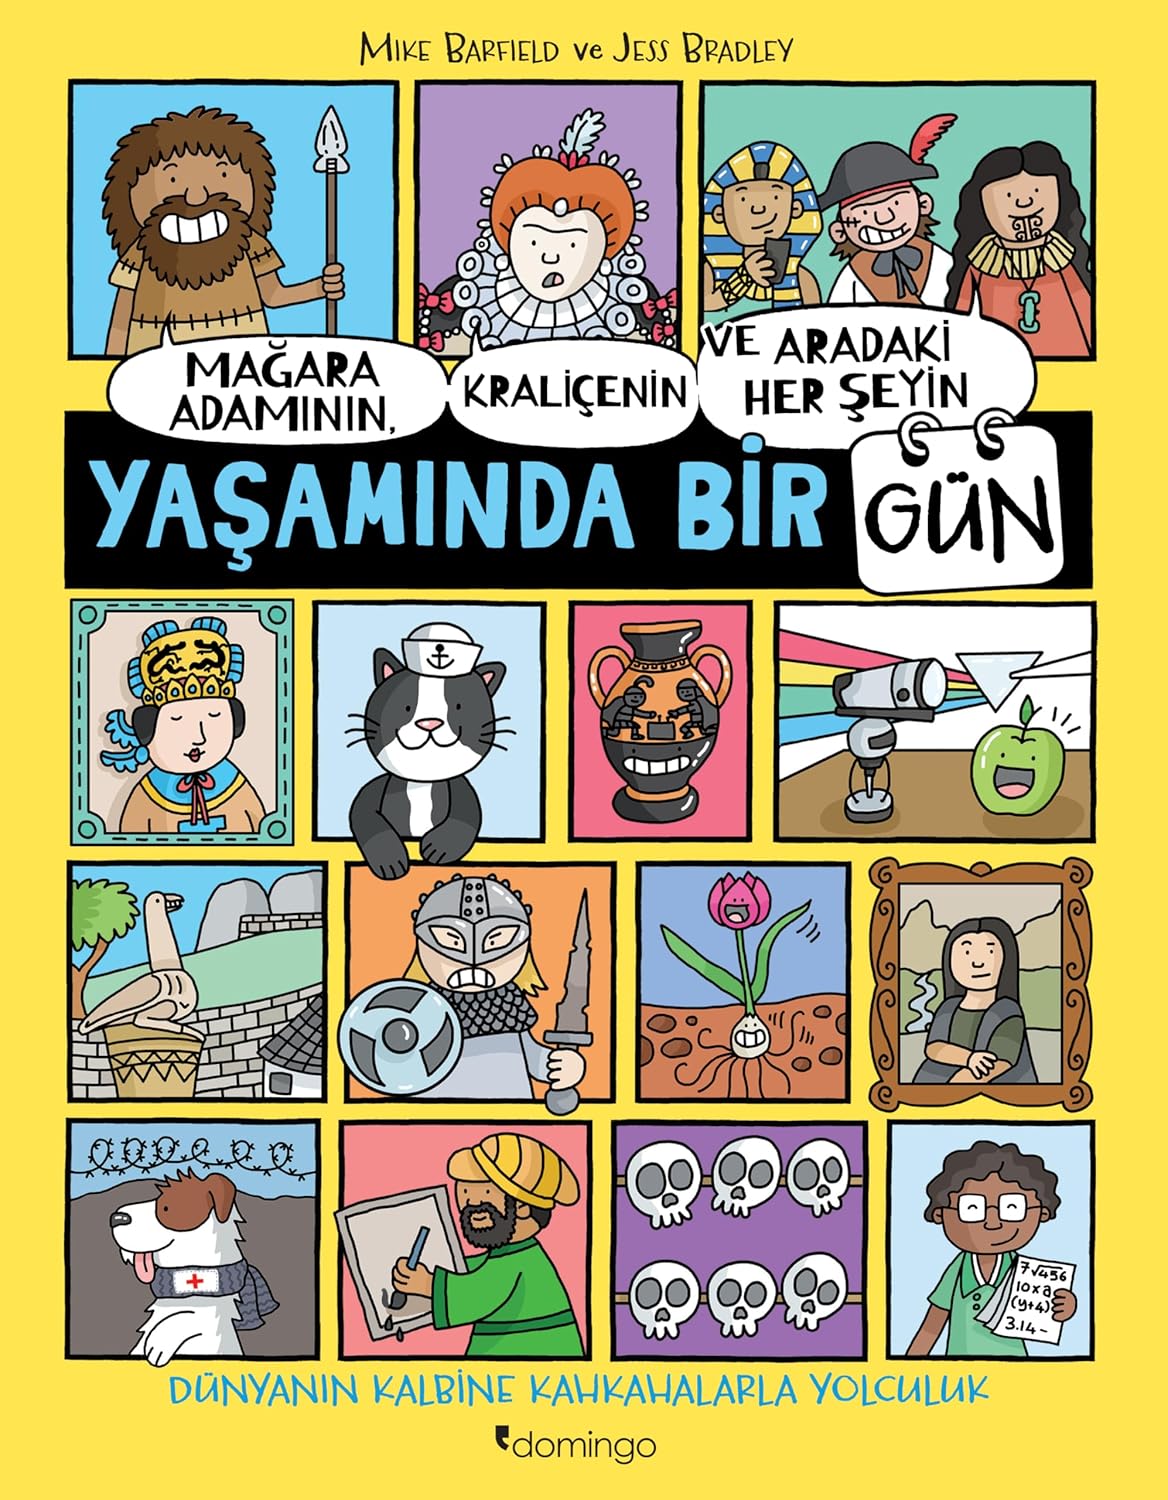 MIKE BARFIELD ve JESS BRADLEY
MAĞARA
ADAMININ,
KRALİÇENİN
VE ARADAKİ
HER ŞEYİN
YAŞAMINDA BİR
GÜN
7√456
10 x a
(y+4)
3.14-
DÜNYANIN KALBİNE KAHKAHALARLA YOLCULUK
domingo